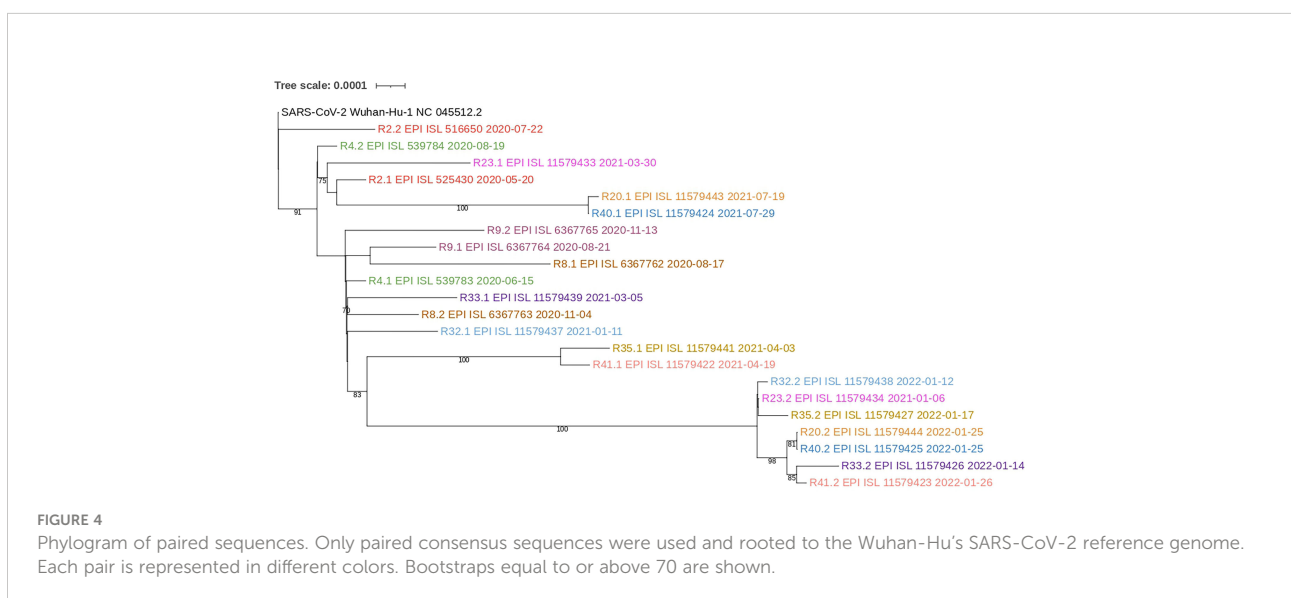 Tree scale: 0.0001
SARS-CoV-2 Wuhan-Hu-1 NC 045512.2
R2.2 EPI ISL 516650 2020-07-22
R4.2 EPI ISL 539784 2020-08-19
R23.1 EPI ISL 11579433 2021-03-30
75
R2.1 EPI ISL 525430 2020-05-20
R20.1 EPI ISL 11579443 2021-07-19
100
91
R40.1 EPI ISL 11579424 2021-07-29
R9.2 EPI ISL 6367765 2020-11-13
R9.1 EPI ISL 6367764 2020-08-21
R8.1 EPI ISL 6367762 2020-08-17
R4.1 EPI ISL 539783 2020-06-15
R33.1 EPI ISL 11579439 2021-03-05
70
R8.2 EPI ISL 6367763 2020-11-04
R32.1 EPI ISL 11579437 2021-01-11
R35.1 EPI ISL 11579441 2021-04-03
100
R41.1 EPI ISL 11579422 2021-04-19
R32.2 EPI ISL 11579438 2022-01-12
83
R23.2 EPI ISL 11579434 2021-01-06
R35.2 EPI ISL 11579427 2022-01-17
100
R20.2 EPI ISL 11579444 2022-01-25
81
R40.2 EPI ISL 11579425 2022-01-25
98
R33.2 EPI ISL 11579426 2022-01-14
85
R41.2 EPI ISL 11579423 2022-01-26
FIGURE 4
Phylogram of paired sequences. Only paired consensus sequences were used and rooted to the Wuhan-Hu's SARS-CoV-2 reference genome.
Each pair is represented in different colors. Bootstraps equal to or above 70 are shown.